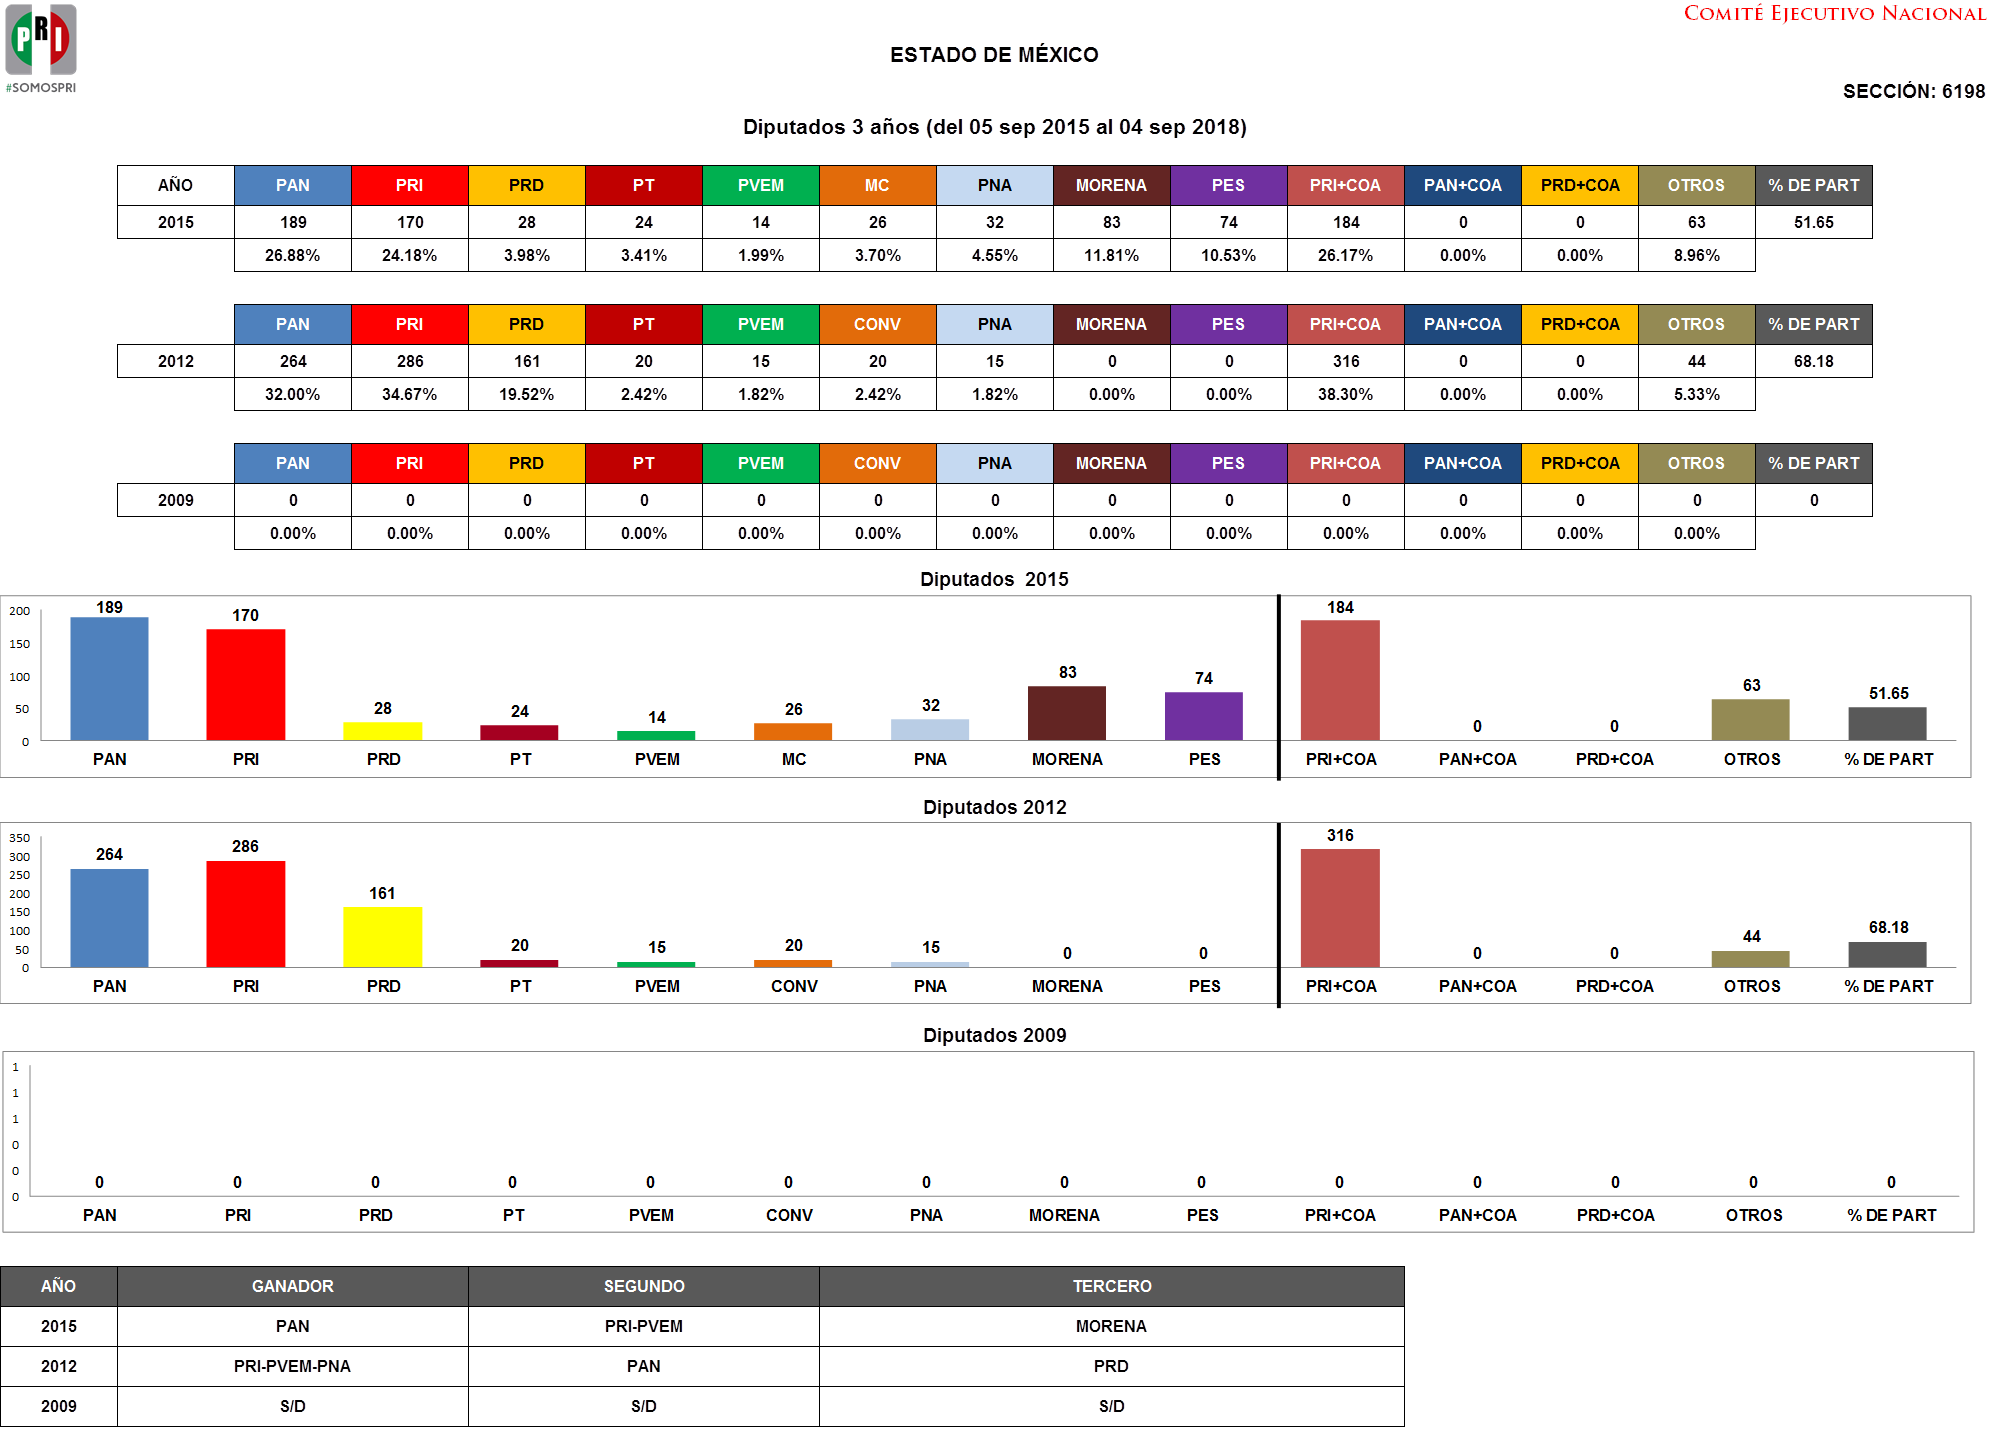 PRI
#SOMOSPRI
COMITÉ EJECUTIVO NACIONAL
ESTADO DE MÉXICO
SECCIÓN: 6198
Diputados 3 años (del 05 sep 2015 al 04 sep 2018)
AÑO PAN PRI PRD PT PVEM MC PNA MORENA PES PRI+COA PAN+COA PRD+COA OTROS % DE PART
2015 189 170 28 24 14 26 32 83 74 184 0 0 63 51.65
26.88% 24.18% 3.98% 3.41% 1.99% 3.70% 4.55% 11.81% 10.53% 26.17% 0.00% 0.00% 8.96%
PAN PRI PRD PT PVEM CONV PNA MORENA PES PRI+COA PAN+COA PRD+COA OTROS % DE PART
2012 264 286 161 20 15 20 15 0 0 316 0 0 44 68.18
32.00% 34.67% 19.52% 2.42% 1.82% 2.42% 1.82% 0.00% 0.00% 38.30% 0.00% 0.00% 5.33%
PAN PRI PRD PT PVEM CONV PNA MORENA PES PRI+COA PAN+COA PRD+COA OTROS % DE PART
2009 0 0 0 0 0 0 0 0 0 0 0 0 0 0
0.00% 0.00% 0.00% 0.00% 0.00% 0.00% 0.00% 0.00% 0.00% 0.00% 0.00% 0.00% 0.00%
Diputados 2015
200
150
100
50
0
189 170 28 24 14 26 32 83 74 184 0 0 63 51.65
PAN PRI PRD PT PVEM MC PNA MORENA PES PRI+COA PAN+COA PRD+COA OTROS % DE PART
Diputados 2012
350
300
250
200
150
100
50
0
264 286 161 20 15 20 15 0 0 316 0 0 44 68.18
PAN PRI PRD PT PVEM CONV PNA MORENA PES PRI+COA PAN+COA PRD+COA OTROS % DE PART
Diputados 2009
1
1
1
0
0
0
0 0 0 0 0 0 0 0 0 0 0 0 0 0
PAN PRI PRD PT PVEM CONV PNA MORENA PES PRI+COA PAN+COA PRD+COA OTROS % DE PART
AÑO GANADOR SEGUNDO TERCERO
2015 PAN PRI-PVEM MORENA
2012 PRI-PVEM-PNA PAN PRD
2009 S/D S/D S/D